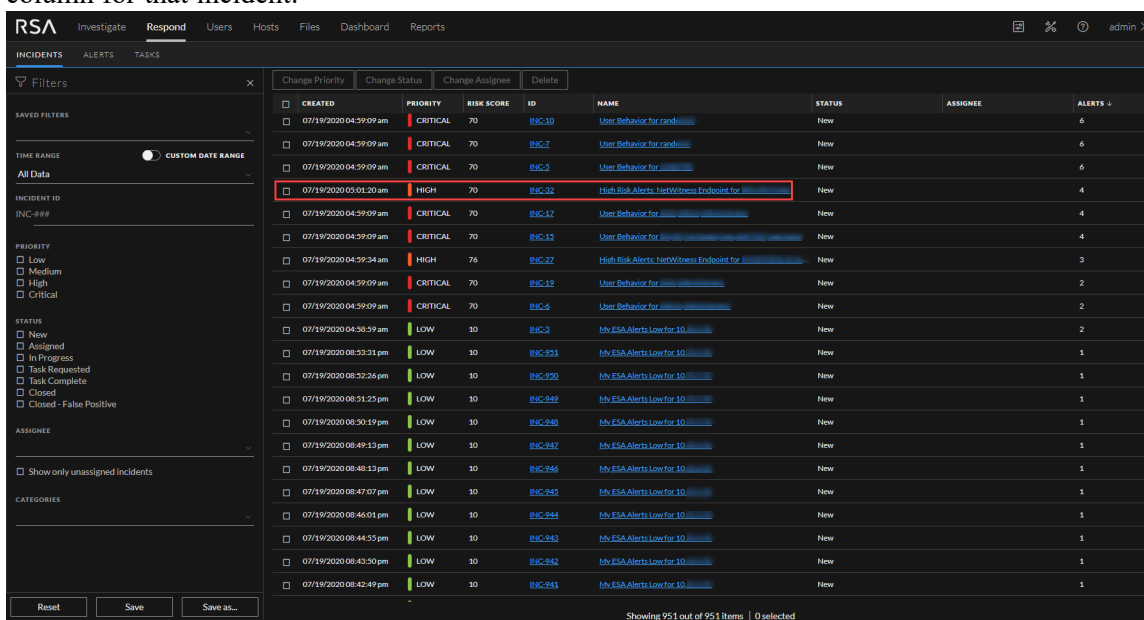 column for that incident.
RSA Investigate Respond Users Hosts Files Dashboard Reports admin
INCIDENTS ALERTS TASKS
Filters
SAVED FILTERS
TIME RANGE CUSTOM DATE RANGE
All Data
INCIDENT ID
INC-###
PRIORITY
Low
Medium
High
Critical
STATUS
New
Assigned
In Progress
Task Requested
Task Complete
Closed
Closed - False Positive
ASSIGNEE
Show only unassigned incidents
CATEGORIES
Reset Save Save as...
Change Priority Change Status Change Assignee Delete
CREATED PRIORITY RISK SCORE ID NAME STATUS ASSIGNEE ALERTS
07/19/2020 04:59:09 am CRITICAL 70 INC-10 User Behavior for rand New 6
07/19/2020 04:59:09 am CRITICAL 70 INC-7 User Behavior for rand New 6
07/19/2020 04:59:09 am CRITICAL 70 INC-5 User Behavior for New 6
07/19/2020 05:01:20 am HIGH 70 INC-32 High Risk Alerts: NetWitness Endpoint for New 4
07/19/2020 04:59:09 am CRITICAL 70 INC-17 User Behavior for New 4
07/19/2020 04:59:09 am CRITICAL 70 INC-15 User Behavior for New 4
07/19/2020 04:59:34 am HIGH 76 INC-27 High Risk Alerts: NetWitness Endpoint for New 3
07/19/2020 04:59:09 am CRITICAL 70 INC-19 User Behavior for New 2
07/19/2020 04:59:09 am CRITICAL 70 INC-6 User Behavior for New 2
07/19/2020 04:58:59 am LOW 10 INC-3 My ESA Alerts Low for 10. New 2
07/19/2020 08:53:31 pm LOW 10 INC-951 My ESA Alerts Low for 10. New 1
07/19/2020 08:52:26 pm LOW 10 INC-950 My ESA Alerts Low for 10. New 1
07/19/2020 08:51:25 pm LOW 10 INC-949 My ESA Alerts Low for 10. New 1
07/19/2020 08:50:19 pm LOW 10 INC-948 My ESA Alerts Low for 10. New 1
07/19/2020 08:49:13 pm LOW 10 INC-947 My ESA Alerts Low for 10. New 1
07/19/2020 08:48:13 pm LOW 10 INC-946 My ESA Alerts Low for 10. New 1
07/19/2020 08:47:07 pm LOW 10 INC-945 My ESA Alerts Low for 10. New 1
07/19/2020 08:46:01 pm LOW 10 INC-944 My ESA Alerts Low for 10. New 1
07/19/2020 08:44:55 pm LOW 10 INC-943 My ESA Alerts Low for 10. New 1
07/19/2020 08:43:50 pm LOW 10 INC-942 My ESA Alerts Low for 10. New 1
07/19/2020 08:42:49 pm LOW 10 INC-941 My ESA Alerts Low for 10. New 1
Showing 951 out of 951 items | 0 selected